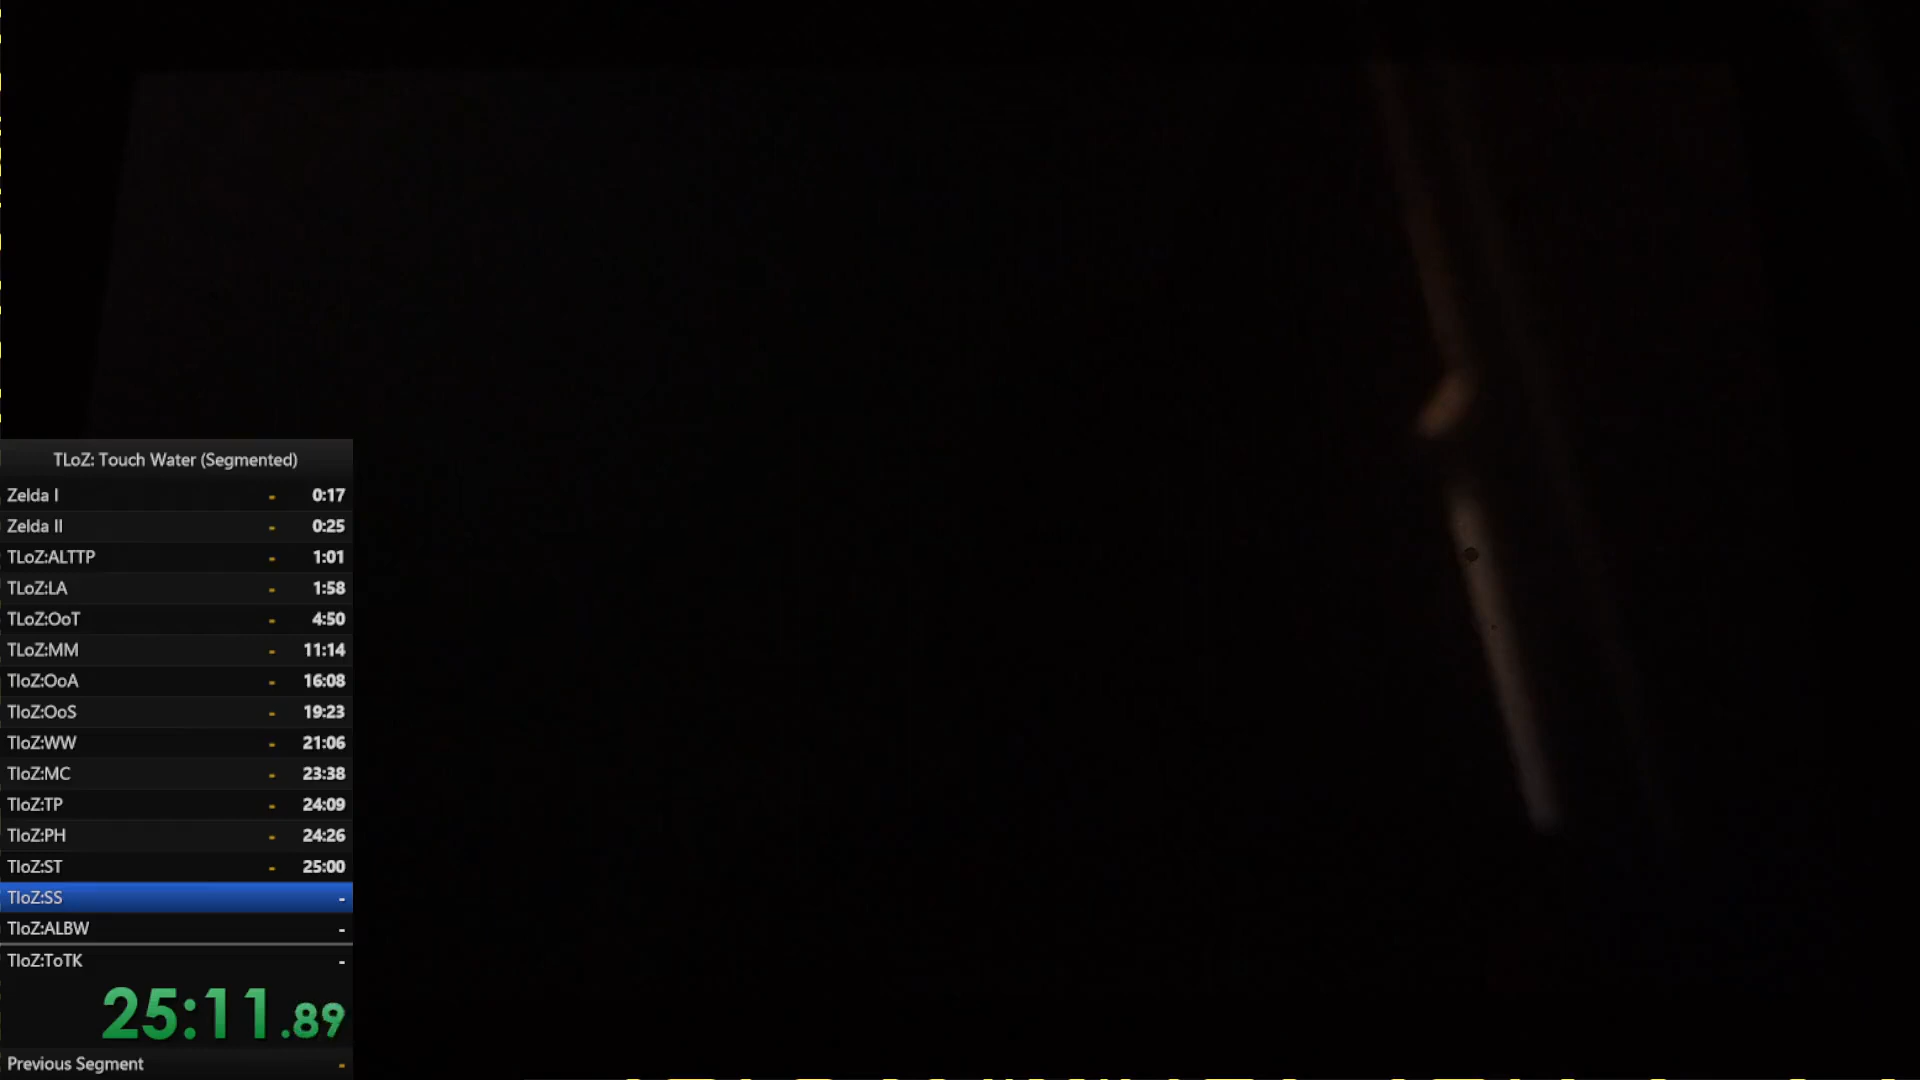 TLoZ: Touch Water (Segmented)
Zelda I - 0:17
Zelda II - 0:25
TLoZ:ALTTP - 1:01
TLoZ:LA - 1:58
TLoZ:OoT - 4:50
TLoZ:MM - 11:14
TloZ:OoA - 16:08
TloZ:OoS - 19:23
TloZ:WW - 21:06
TloZ:MC - 23:38
TloZ:TP - 24:09
TloZ:PH - 24:26
TloZ:ST - 25:00
TloZ:SS -
TloZ:ALBW -
TloZ:ToTK -
25:11.89
Previous Segment -